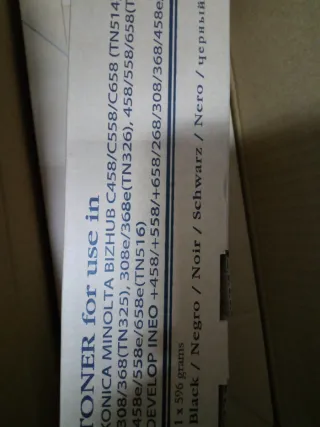 TONER for use in
KONICA MINOLTA BIZHUB C458/C558/C658 (TN514
308/368(TN325), 308e/368e(TN326), 458/558/658(T
458e/558e/658e(TN516)
DEVELOP INEO +458/+558/+658/268/308/368/458e/
1 x 596 grams
Black / Negro / Noir / Schwarz / Nero / черный